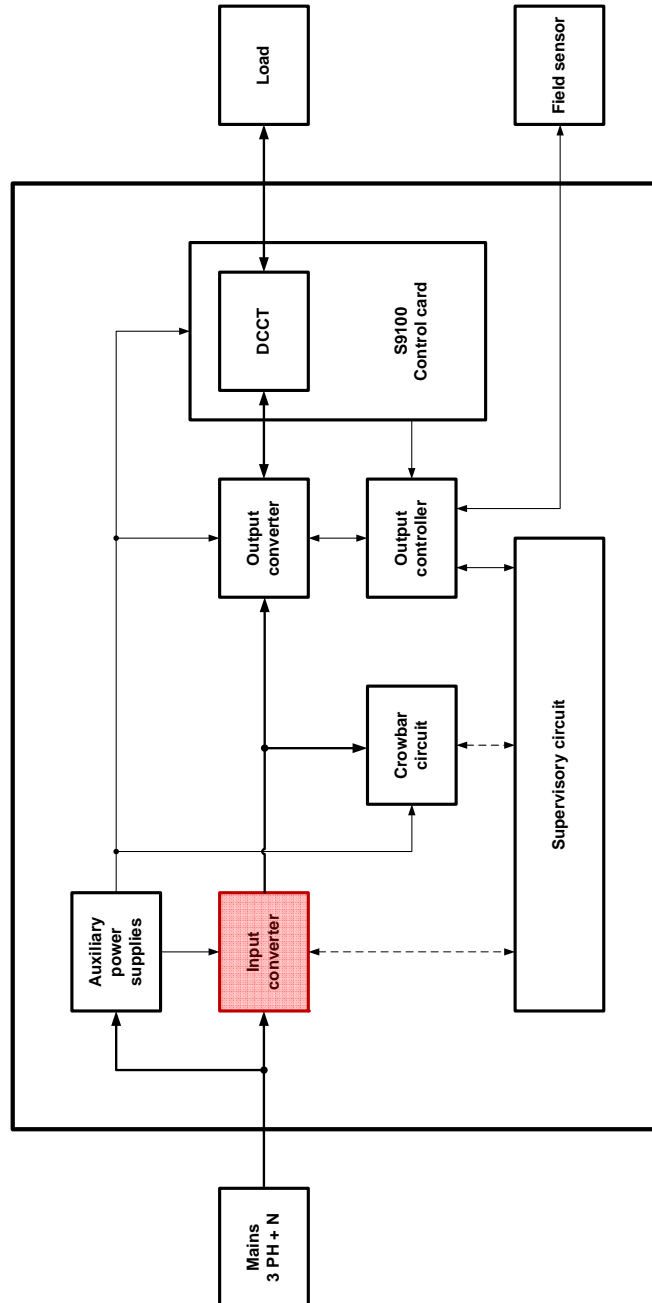 Mains
3 PH + N
Auxiliary
power
supplies
Input
converter
Crowbar
circuit
Supervisory circuit
Output
converter
Output
controller
DCCT
S9100
Control card
Load
Field sensor